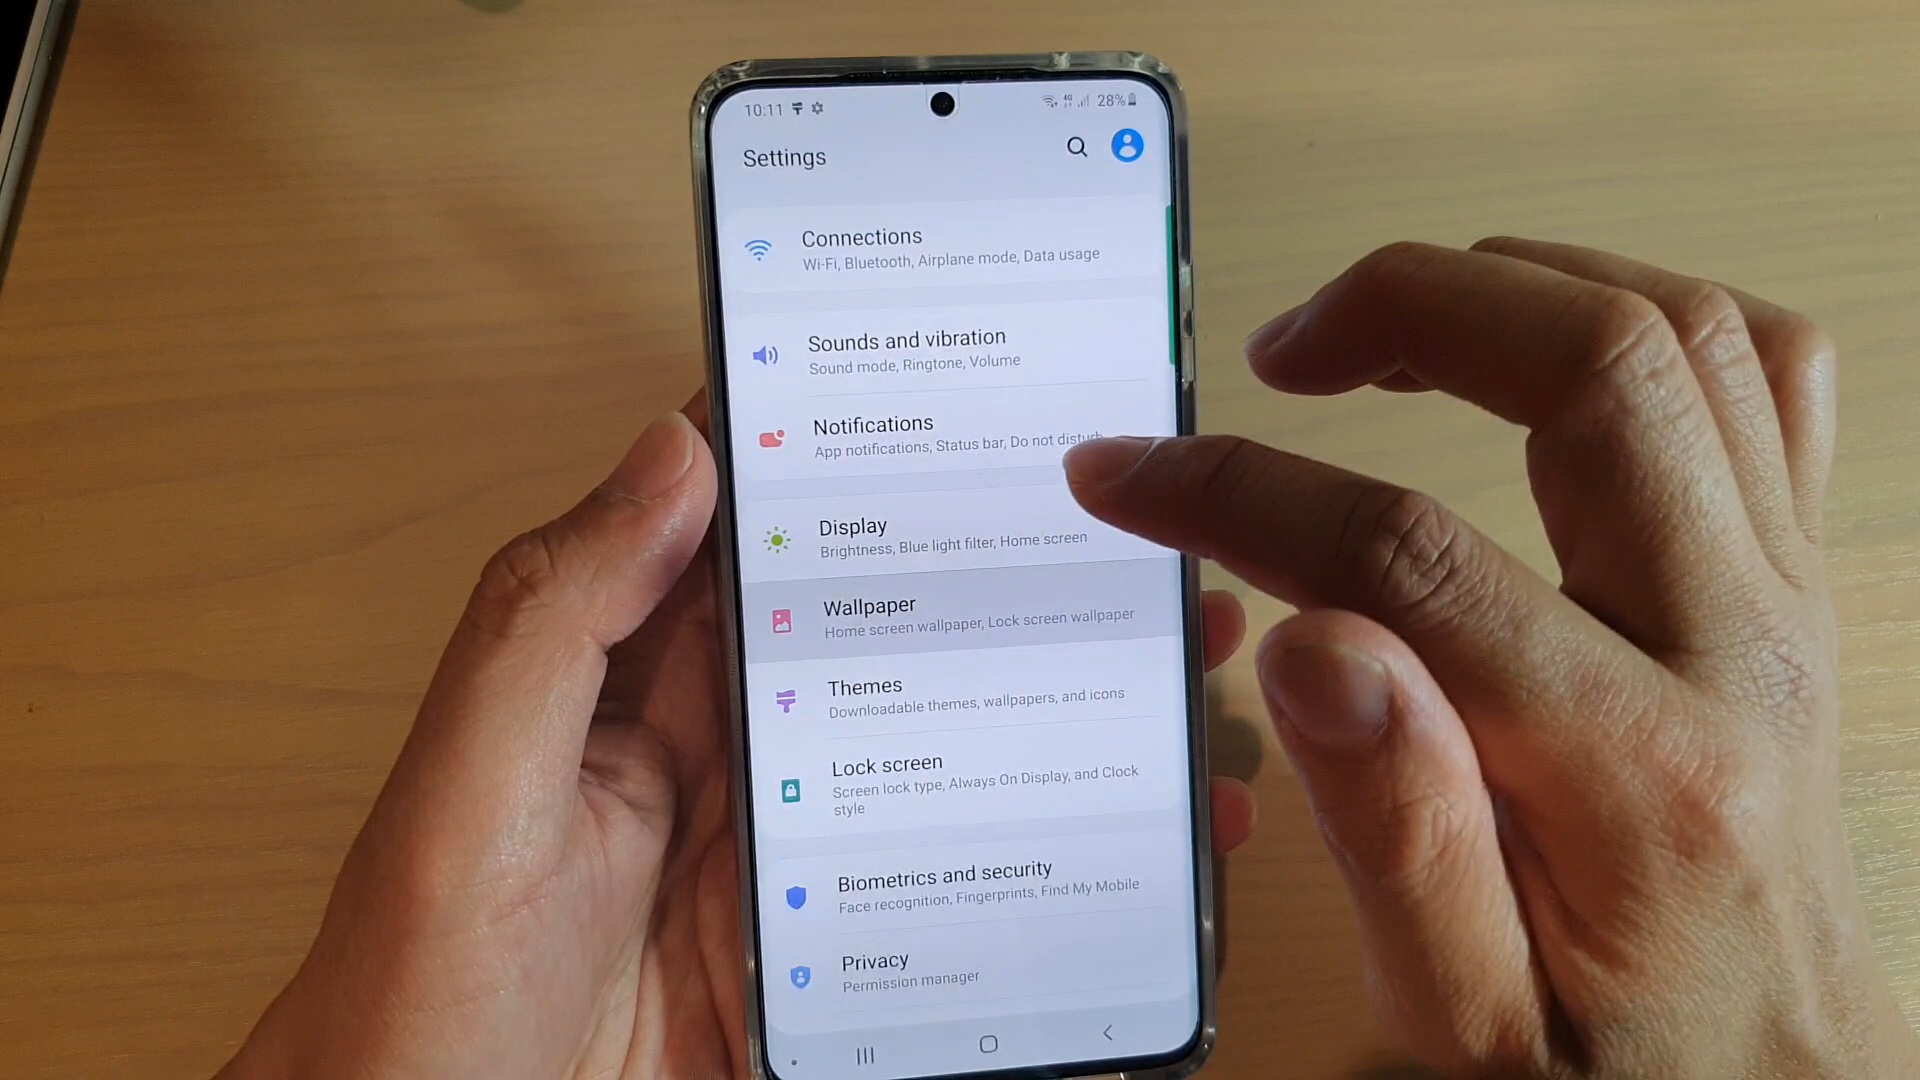 10:11
4G 28%
Settings
Connections
Wi-Fi, Bluetooth, Airplane mode, Data usage
Sounds and vibration
Sound mode, Ringtone, Volume
Notifications
App notifications, Status bar, Do not disturb
Display
Brightness, Blue light filter, Home screen
Wallpaper
Home screen wallpaper, Lock screen wallpaper
Themes
Downloadable themes, wallpapers, and icons
Lock screen
Screen lock type, Always On Display, and Clock
style
Biometrics and security
Face recognition, Fingerprints, Find My Mobile
Privacy
Permission manager